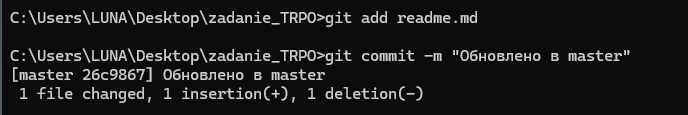 C:\Users\LUNA\Desktop\zadanie_TRPO>git add readme.md
C:\Users\LUNA\Desktop\zadanie_TRPO>git commit -m "Обновлено в master"
[master 26c9867] Обновлено в master
 1 file changed, 1 insertion(+), 1 deletion(-)